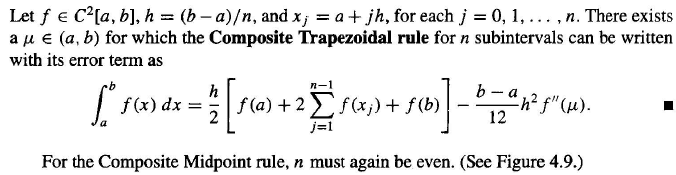 Let f ∈ C²[a, b], h = (b – a)/n, and xⱼ = a + jh, for each j = 0, 1, . . . , n. There exists
a μ ∈ (a, b) for which the Composite Trapezoidal rule for n subintervals can be written
with its error term as
∫ₐᵇ f(x) dx = h/2 [ f(a) + 2 ∑ⱼ₌₁ⁿ⁻¹ f(xⱼ) + f(b) ] − (b − a)/12 h² f″(μ). ■
For the Composite Midpoint rule, n must again be even. (See Figure 4.9.)